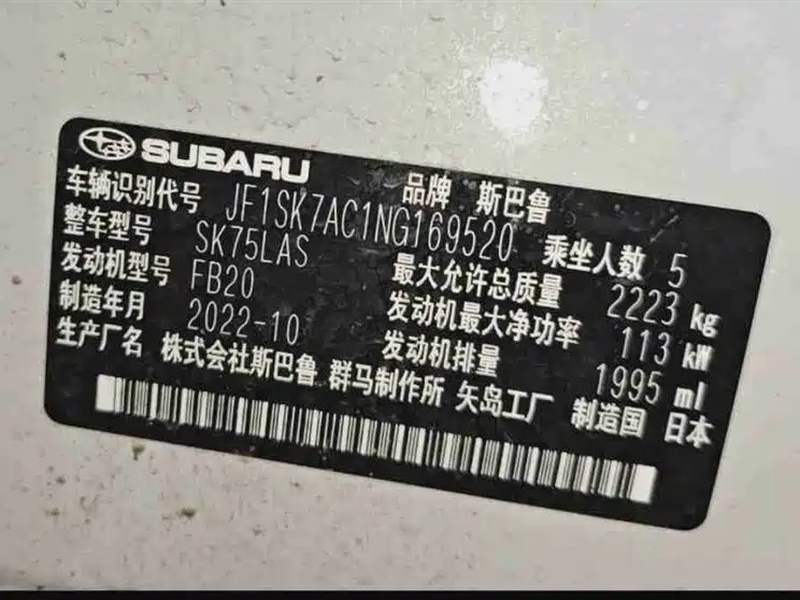 SUBARU 品牌 斯巴鲁
车辆识别代号 JF1SK7AC1NG169520 乘坐人数 5
整车型号 SK75LAS 最大允许总质量 2223 kg
发动机型号 FB20 发动机最大净功率 113 kW
制造年月 2022-10 发动机排量 1995 ml
生产厂名 株式会社斯巴鲁 群马制作所 矢岛工厂 制造国 日本